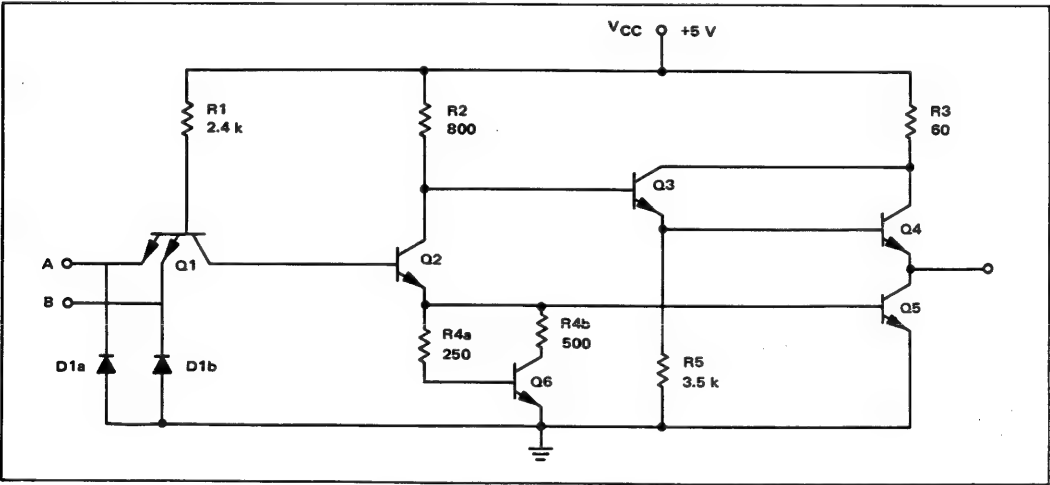 VCC +5 V
R1
2.4 k
R2
800
R3
60
Q3
Q4
A
Q1
Q2
B
Q5
R4a
250
R4b
500
D1a
D1b
Q6
R5
3.5 k